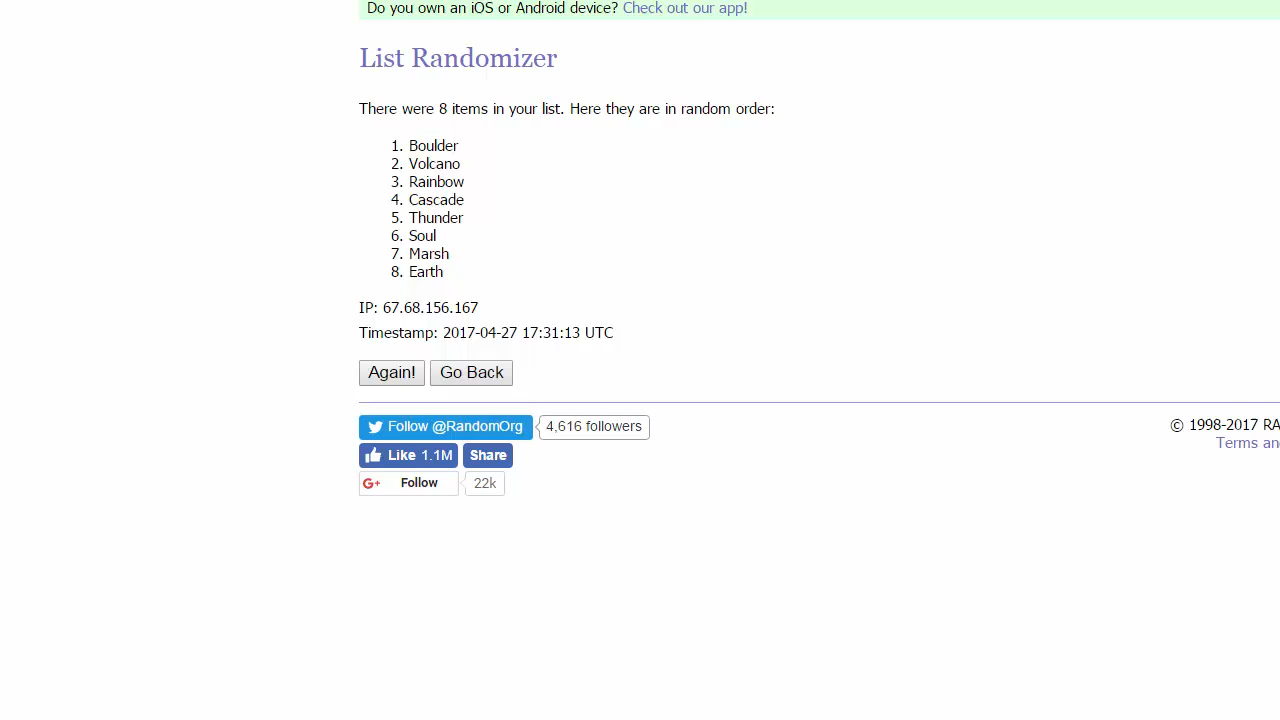 Do you own an iOS or Android device? Check out our app!
List Randomizer
There were 8 items in your list. Here they are in random order:
1. Boulder
2. Volcano
3. Rainbow
4. Cascade
5. Thunder
6. Soul
7. Marsh
8. Earth
IP: 67.68.156.167
Timestamp: 2017-04-27 17:31:13 UTC
Again! Go Back
Follow @RandomOrg 4,616 followers
© 1998-2017 RA
Terms an
Like 1.1M Share
G+ Follow 22k